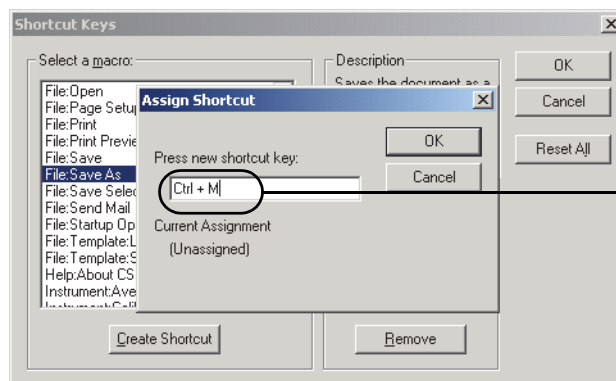 Shortcut Keys
Select a macro:
File:Open
File:Page Setu
File:Print
File:Print Previe
File:Save
File:Save As
File:Save Selec
File:Send Mail
File:Startup Op
File:Template:L
File:Template:S
Help:About CS
Instrument:Ave
Create Shortcut
Assign Shortcut
Press new shortcut key:
Ctrl + M
Current Assignment
(Unassigned)
OK
Cancel
Description
Saves the document as a
Remove
OK
Cancel
Reset All